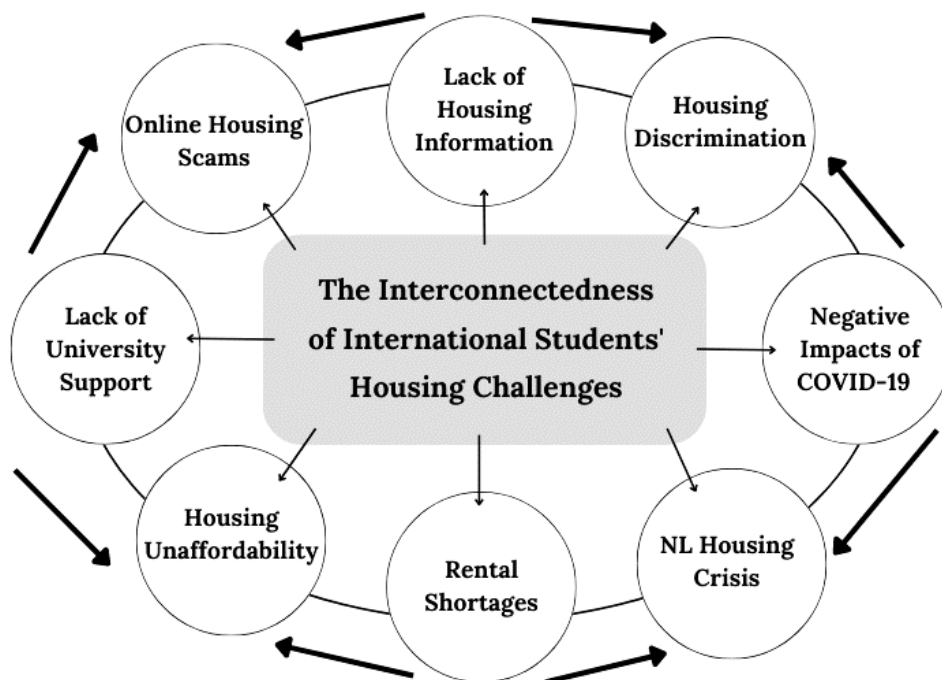 Lack of
Housing
Information
Online Housing
Scams
Housing
Discrimination
The Interconnectedness
of International Students'
Housing Challenges
Lack of
University
Support
Negative
Impacts of
COVID-19
Housing
Unaffordability
Rental
Shortages
NL Housing
Crisis